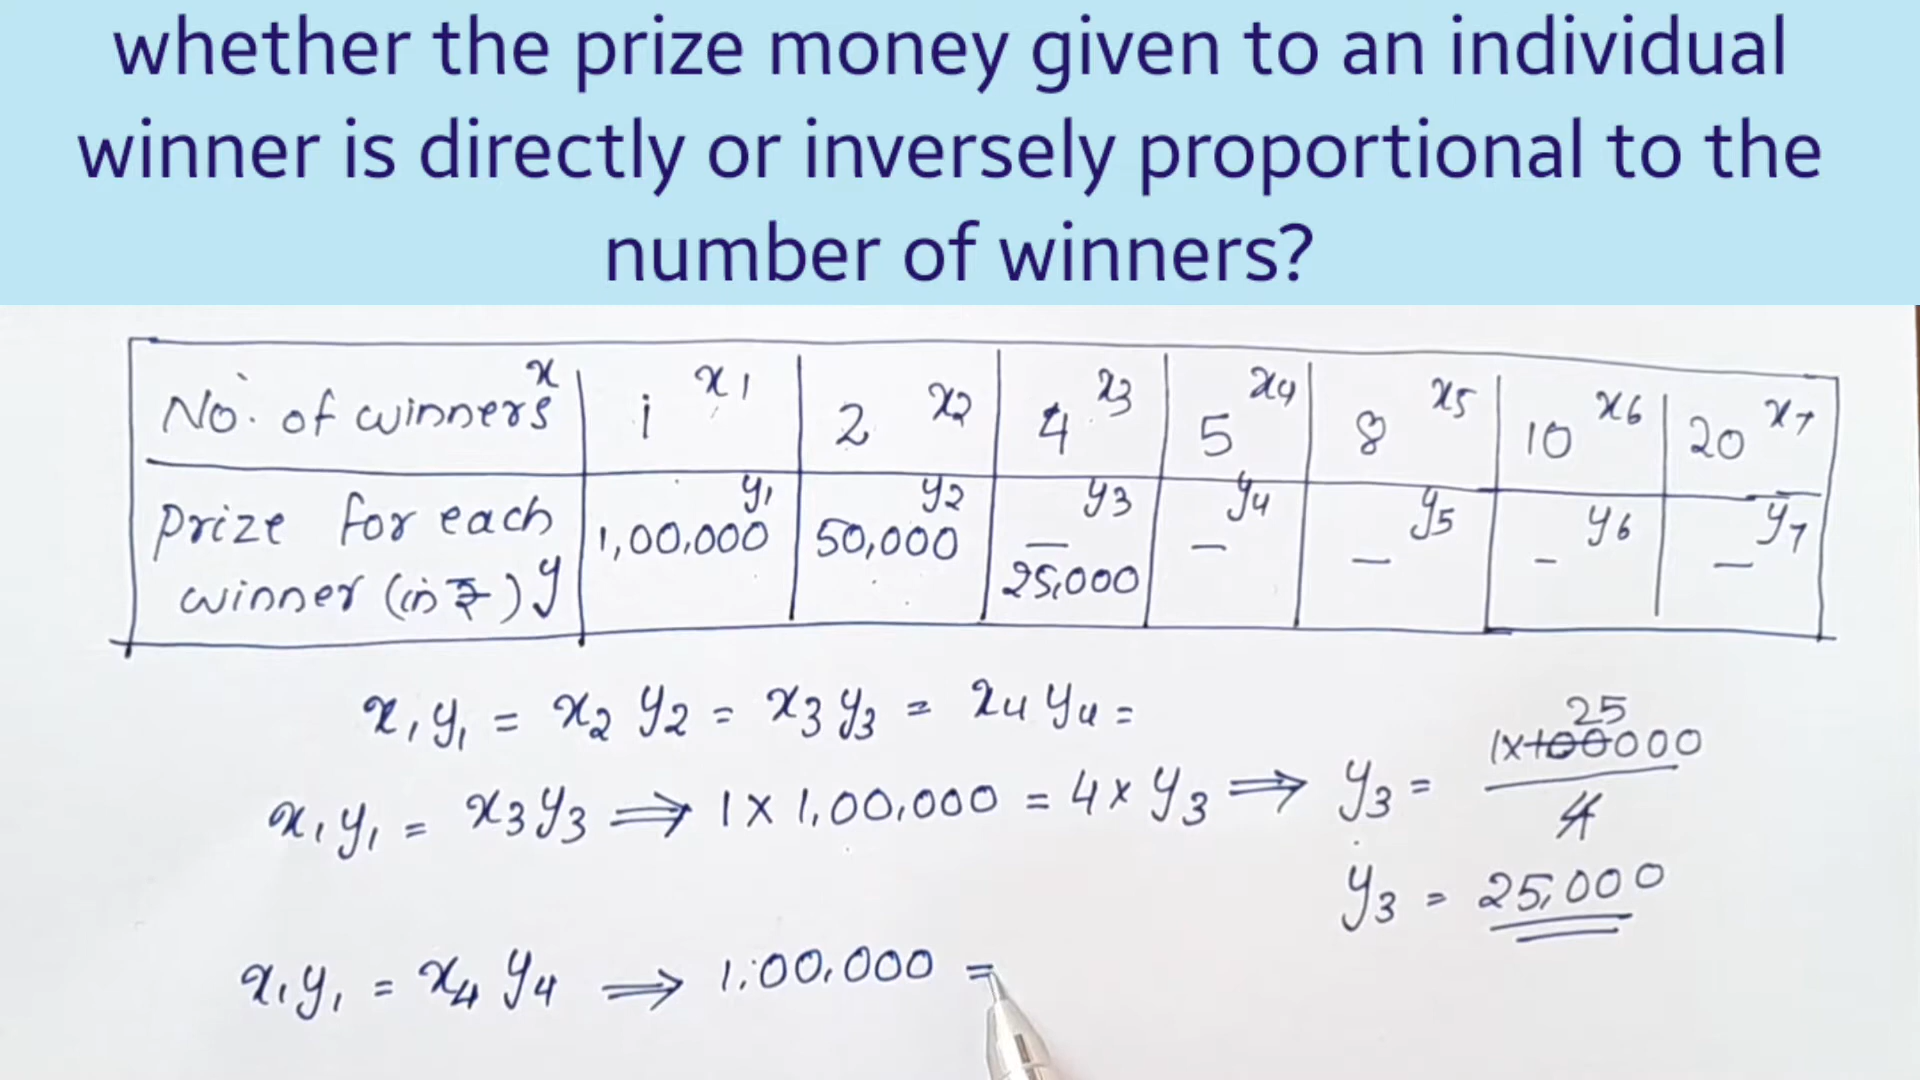 whether the prize money given to an individual
winner is directly or inversely proportional to the
number of winners?
No. of winners x 1 x1 2 x2 4 x3 5 x4 8 x5 10 x6 20 x7
Prize for each winner (in ₹) y 1,00,000 y1 50,000 y2 — 25,000 y3 — y4 — y5 — y6 — y7
x1y1 = x2y2 = x3y3 = x4y4 =
x1y1 = x3y3 ⟹ 1 x 1,00,000 = 4 x y3 ⟹ y3 = 1x100000 / 4
25
y3 = 25,000
x1y1 = x4y4 ⟹ 1,00,000 =